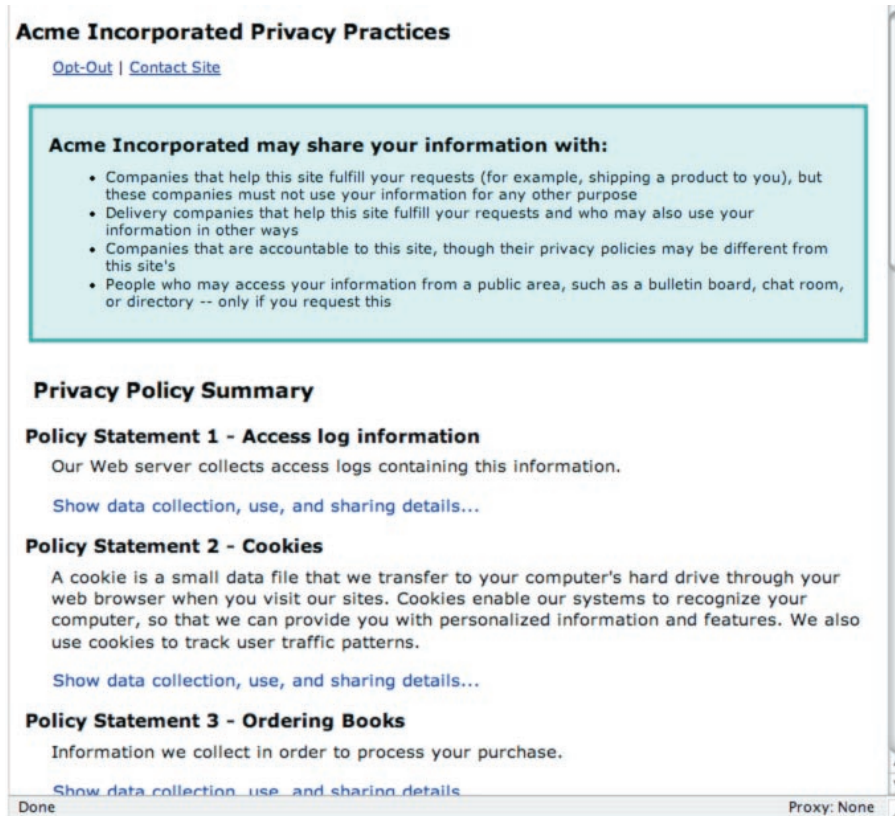 Acme Incorporated Privacy Practices
Opt-Out | Contact Site
Acme Incorporated may share your information with:
• Companies that help this site fulfill your requests (for example, shipping a product to you), but
these companies must not use your information for any other purpose
• Delivery companies that help this site fulfill your requests and who may also use your
information in other ways
• Companies that are accountable to this site, though their privacy policies may be different from
this site's
• People who may access your information from a public area, such as a bulletin board, chat room,
or directory -- only if you request this
Privacy Policy Summary
Policy Statement 1 - Access log information
Our Web server collects access logs containing this information.
Show data collection, use, and sharing details...
Policy Statement 2 - Cookies
A cookie is a small data file that we transfer to your computer's hard drive through your
web browser when you visit our sites. Cookies enable our systems to recognize your
computer, so that we can provide you with personalized information and features. We also
use cookies to track user traffic patterns.
Show data collection, use, and sharing details...
Policy Statement 3 - Ordering Books
Information we collect in order to process your purchase.
Show data collection, use, and sharing details
Done
Proxy: None